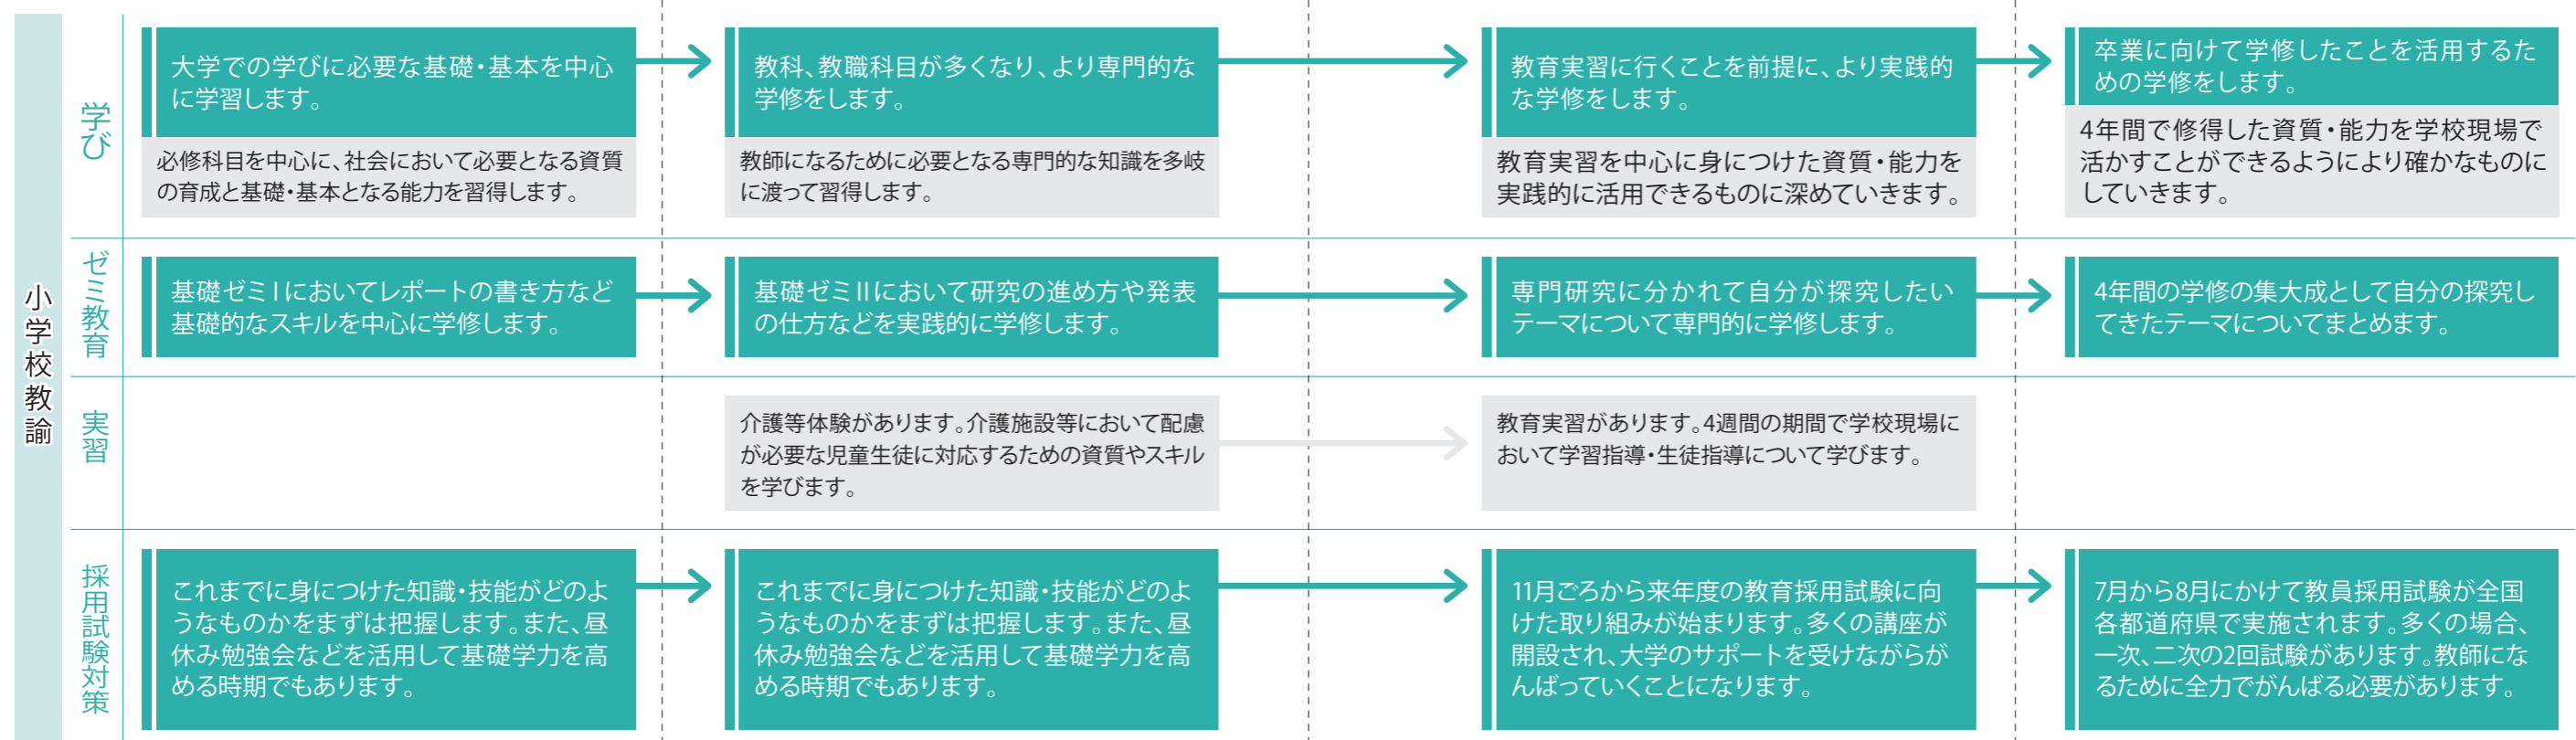 小学校教諭
学び
大学での学びに必要な基礎・基本を中心
に学習します。
必修科目を中心に、社会において必要となる資質
の育成と基礎・基本となる能力を習得します。
教科、教職科目が多くなり、より専門的な
学修をします。
教師になるために必要となる専門的な知識を多岐
に渡って習得します。
教育実習に行くことを前提に、より実践的
な学修をします。
教育実習を中心に身につけた資質・能力を
実践的に活用できるものに深めていきます。
卒業に向けて学修したことを活用するた
めの学修をします。
4年間で修得した資質・能力を学校現場で
活かすことができるようにより確かなものに
していきます。
ゼミ教育
基礎ゼミIにおいてレポートの書き方など
基礎的なスキルを中心に学修します。
基礎ゼミIIにおいて研究の進め方や発表
の仕方などを実践的に学修します。
専門研究に分かれて自分が探究したい
テーマについて専門的に学修します。
4年間の学修の集大成として自分の探究し
てきたテーマについてまとめます。
実習
介護等体験があります。介護施設等において配慮
が必要な児童生徒に対応するための資質やスキル
を学びます。
教育実習があります。4週間の期間で学校現場に
おいて学習指導・生徒指導について学びます。
採用試験対策
これまでに身につけた知識・技能がどのよ
うなものかをまずは把握します。また、昼
休み勉強会などを活用して基礎学力を高
める時期でもあります。
これまでに身につけた知識・技能がどのよ
うなものかをまずは把握します。また、昼
休み勉強会などを活用して基礎学力を高
める時期でもあります。
11月ごろから来年度の教育採用試験に向
けた取り組みが始まります。多くの講座が
開設され、大学のサポートを受けながらが
んばっていくことになります。
7月から8月にかけて教員採用試験が全国
各都道府県で実施されます。多くの場合、
一次、二次の2回試験があります。教師にな
るために全力でがんばる必要があります。